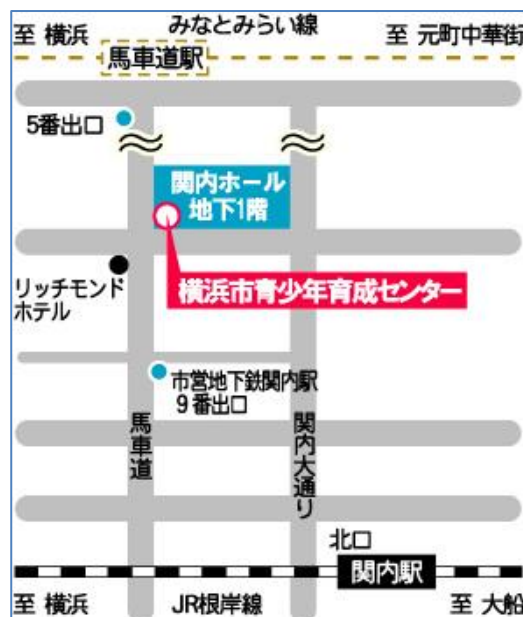 みなとみらい線
至 横浜
至 元町中華街
馬車道駅
5番出口
関内ホール
地下1階
横浜市青少年育成センター
リッチモンド
ホテル
市営地下鉄関内駅
9番出口
馬車道
関内大通り
北口
関内駅
至 横浜
JR根岸線
至 大船